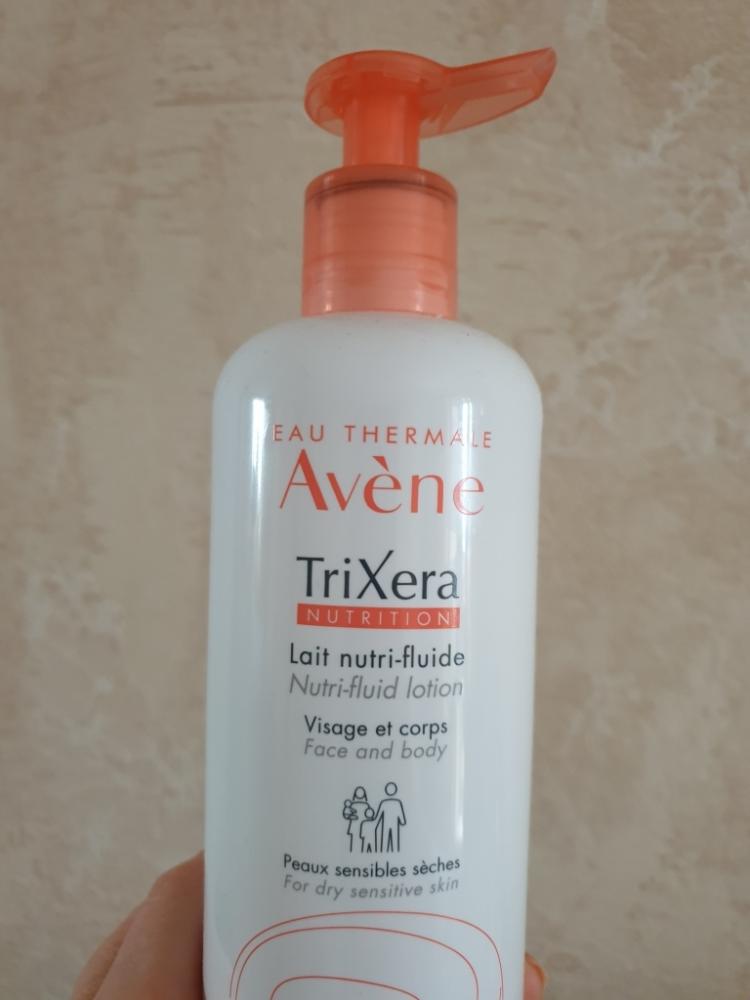 EAU THERMALE
Avène
TriXera
NUTRITION
Lait nutri-fluide
Nutri-fluid lotion
Visage et corps
Face and body
Peaux sensibles sèches
For dry sensitive skin